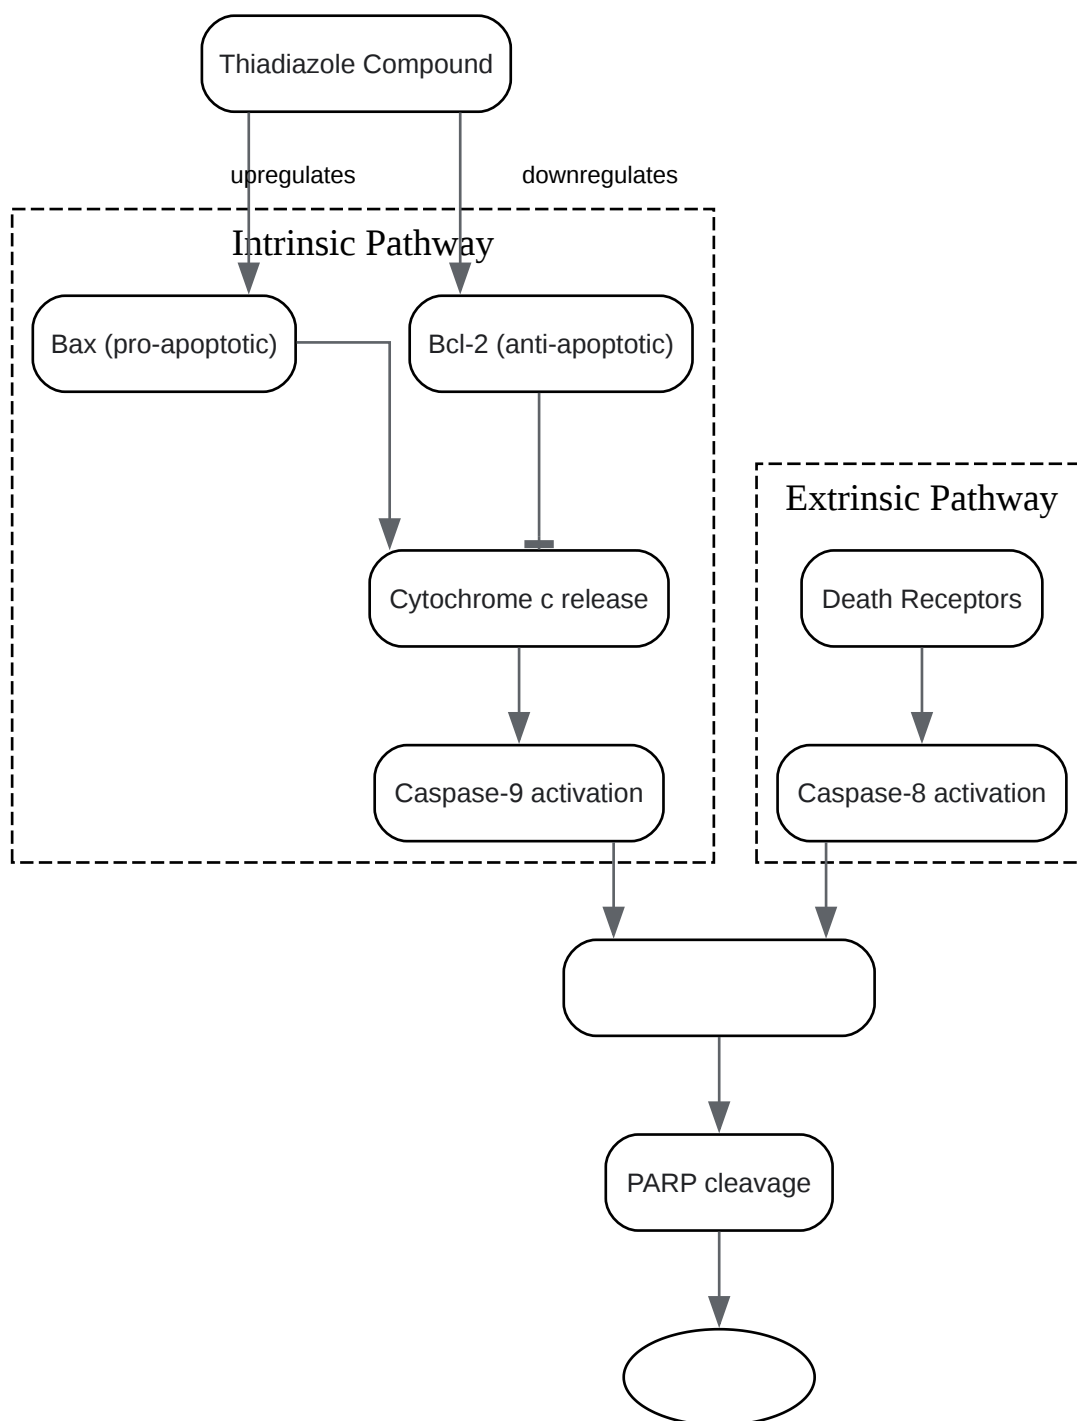 Thiadiazole Compound
upregulates
downregulates
Intrinsic Pathway
Bax (pro-apoptotic)
Bcl-2 (anti-apoptotic)
Extrinsic Pathway
Cytochrome c release
Death Receptors
Caspase-9 activation
Caspase-8 activation
PARP cleavage